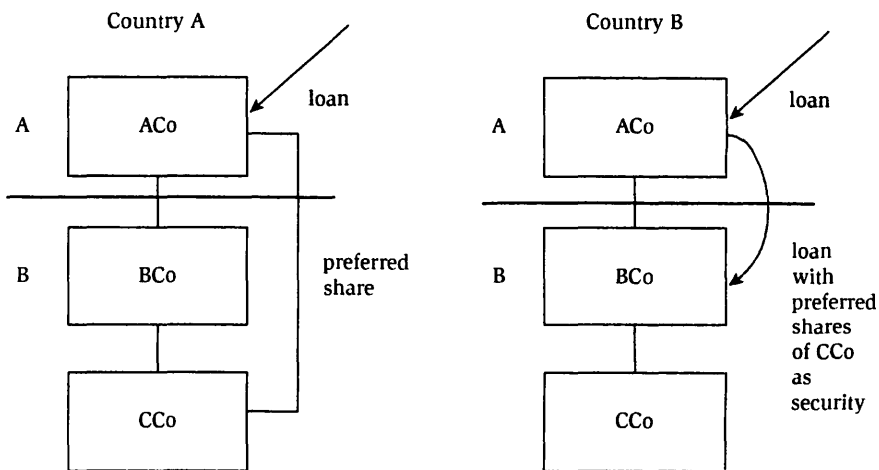 Country A
loan
A
ACo
B
BCo
preferred
share
CCo
Country B
loan
A
ACo
B
BCo
loan
with
preferred
shares
of CCo
as
security
CCo